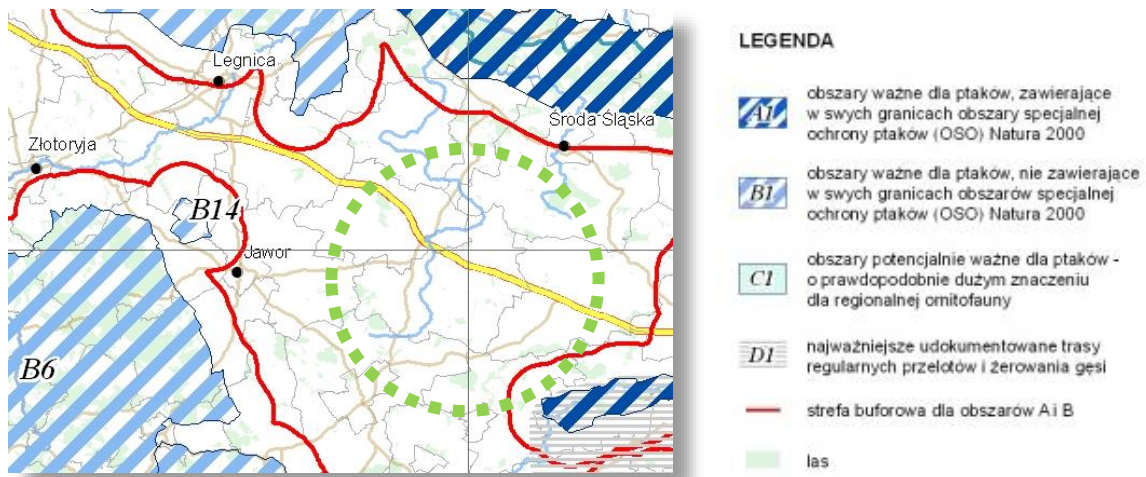 Legnica
Środa Śląska
Złotoryja
B14
Jawor
B6
LEGENDA
A1
obszary ważne dla ptaków, zawierające
w swych granicach obszary specjalnej
ochrony ptaków (OSO) Natura 2000
B1
obszary ważne dla ptaków, nie zawierające
w swych granicach obszarów specjalnej
ochrony ptaków (OSO) Natura 2000
C1
obszary potencjalnie ważne dla ptaków -
o prawdopodobnie dużym znaczeniu
dla regionalnej ornitofauny
D1
najważniejsze udokumentowane trasy
regularnych przelotów i żerowania gęsi
strefa buforowa dla obszarów A i B
las